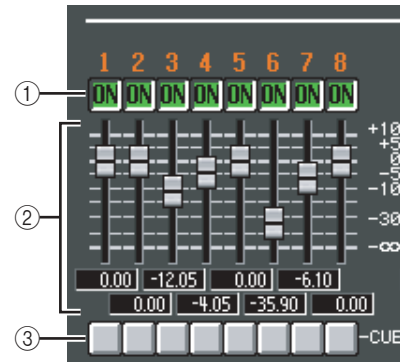 1 2 3 4 5 6 7 8
① ON ON ON ON ON ON ON ON
+10
+5
0
-5
-10
②
-30
-∞
0.00 -12.05 0.00 -6.10
0.00 -4.05 -35.90 0.00
③ -CUE